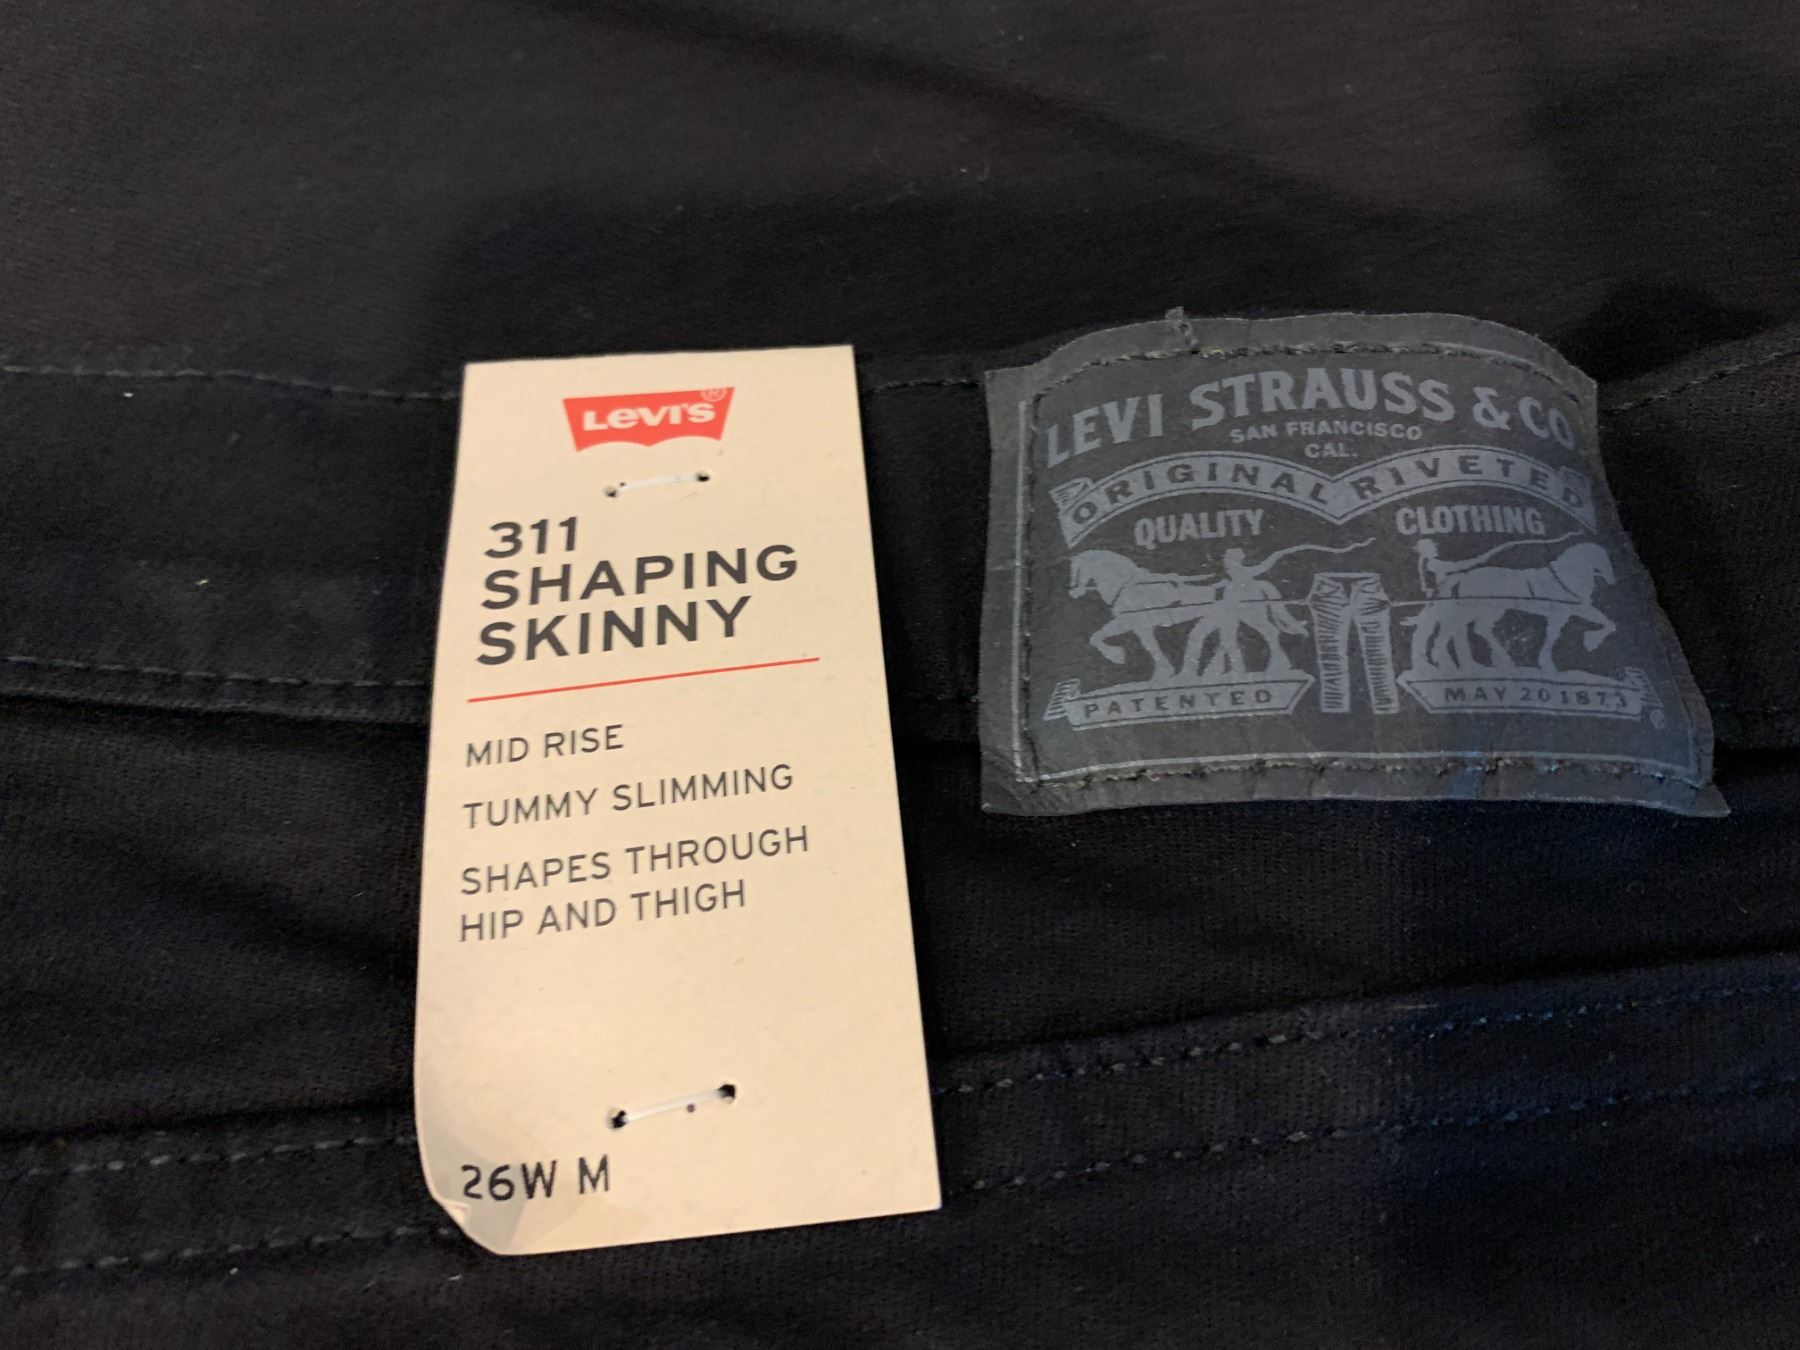 LEVI'S®
311
SHAPING
SKINNY
MID RISE
TUMMY SLIMMING
SHAPES THROUGH
HIP AND THIGH
26W M
LEVI STRAUSS & CO
SAN FRANCISCO
CAL.
ORIGINAL RIVETED
QUALITY CLOTHING
PATENTED MAY 20 1873